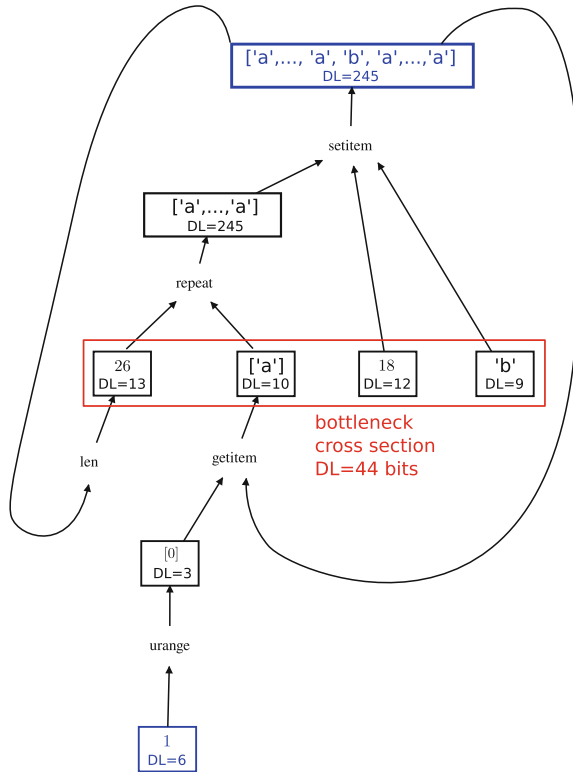 ['a',..., 'a', 'b', 'a',...,'a']
DL=245
setitem
['a',...,'a']
DL=245
repeat
26
DL=13
['a']
DL=10
18
DL=12
'b'
DL=9
bottleneck
cross section
DL=44 bits
len
getitem
[0]
DL=3
urange
1
DL=6